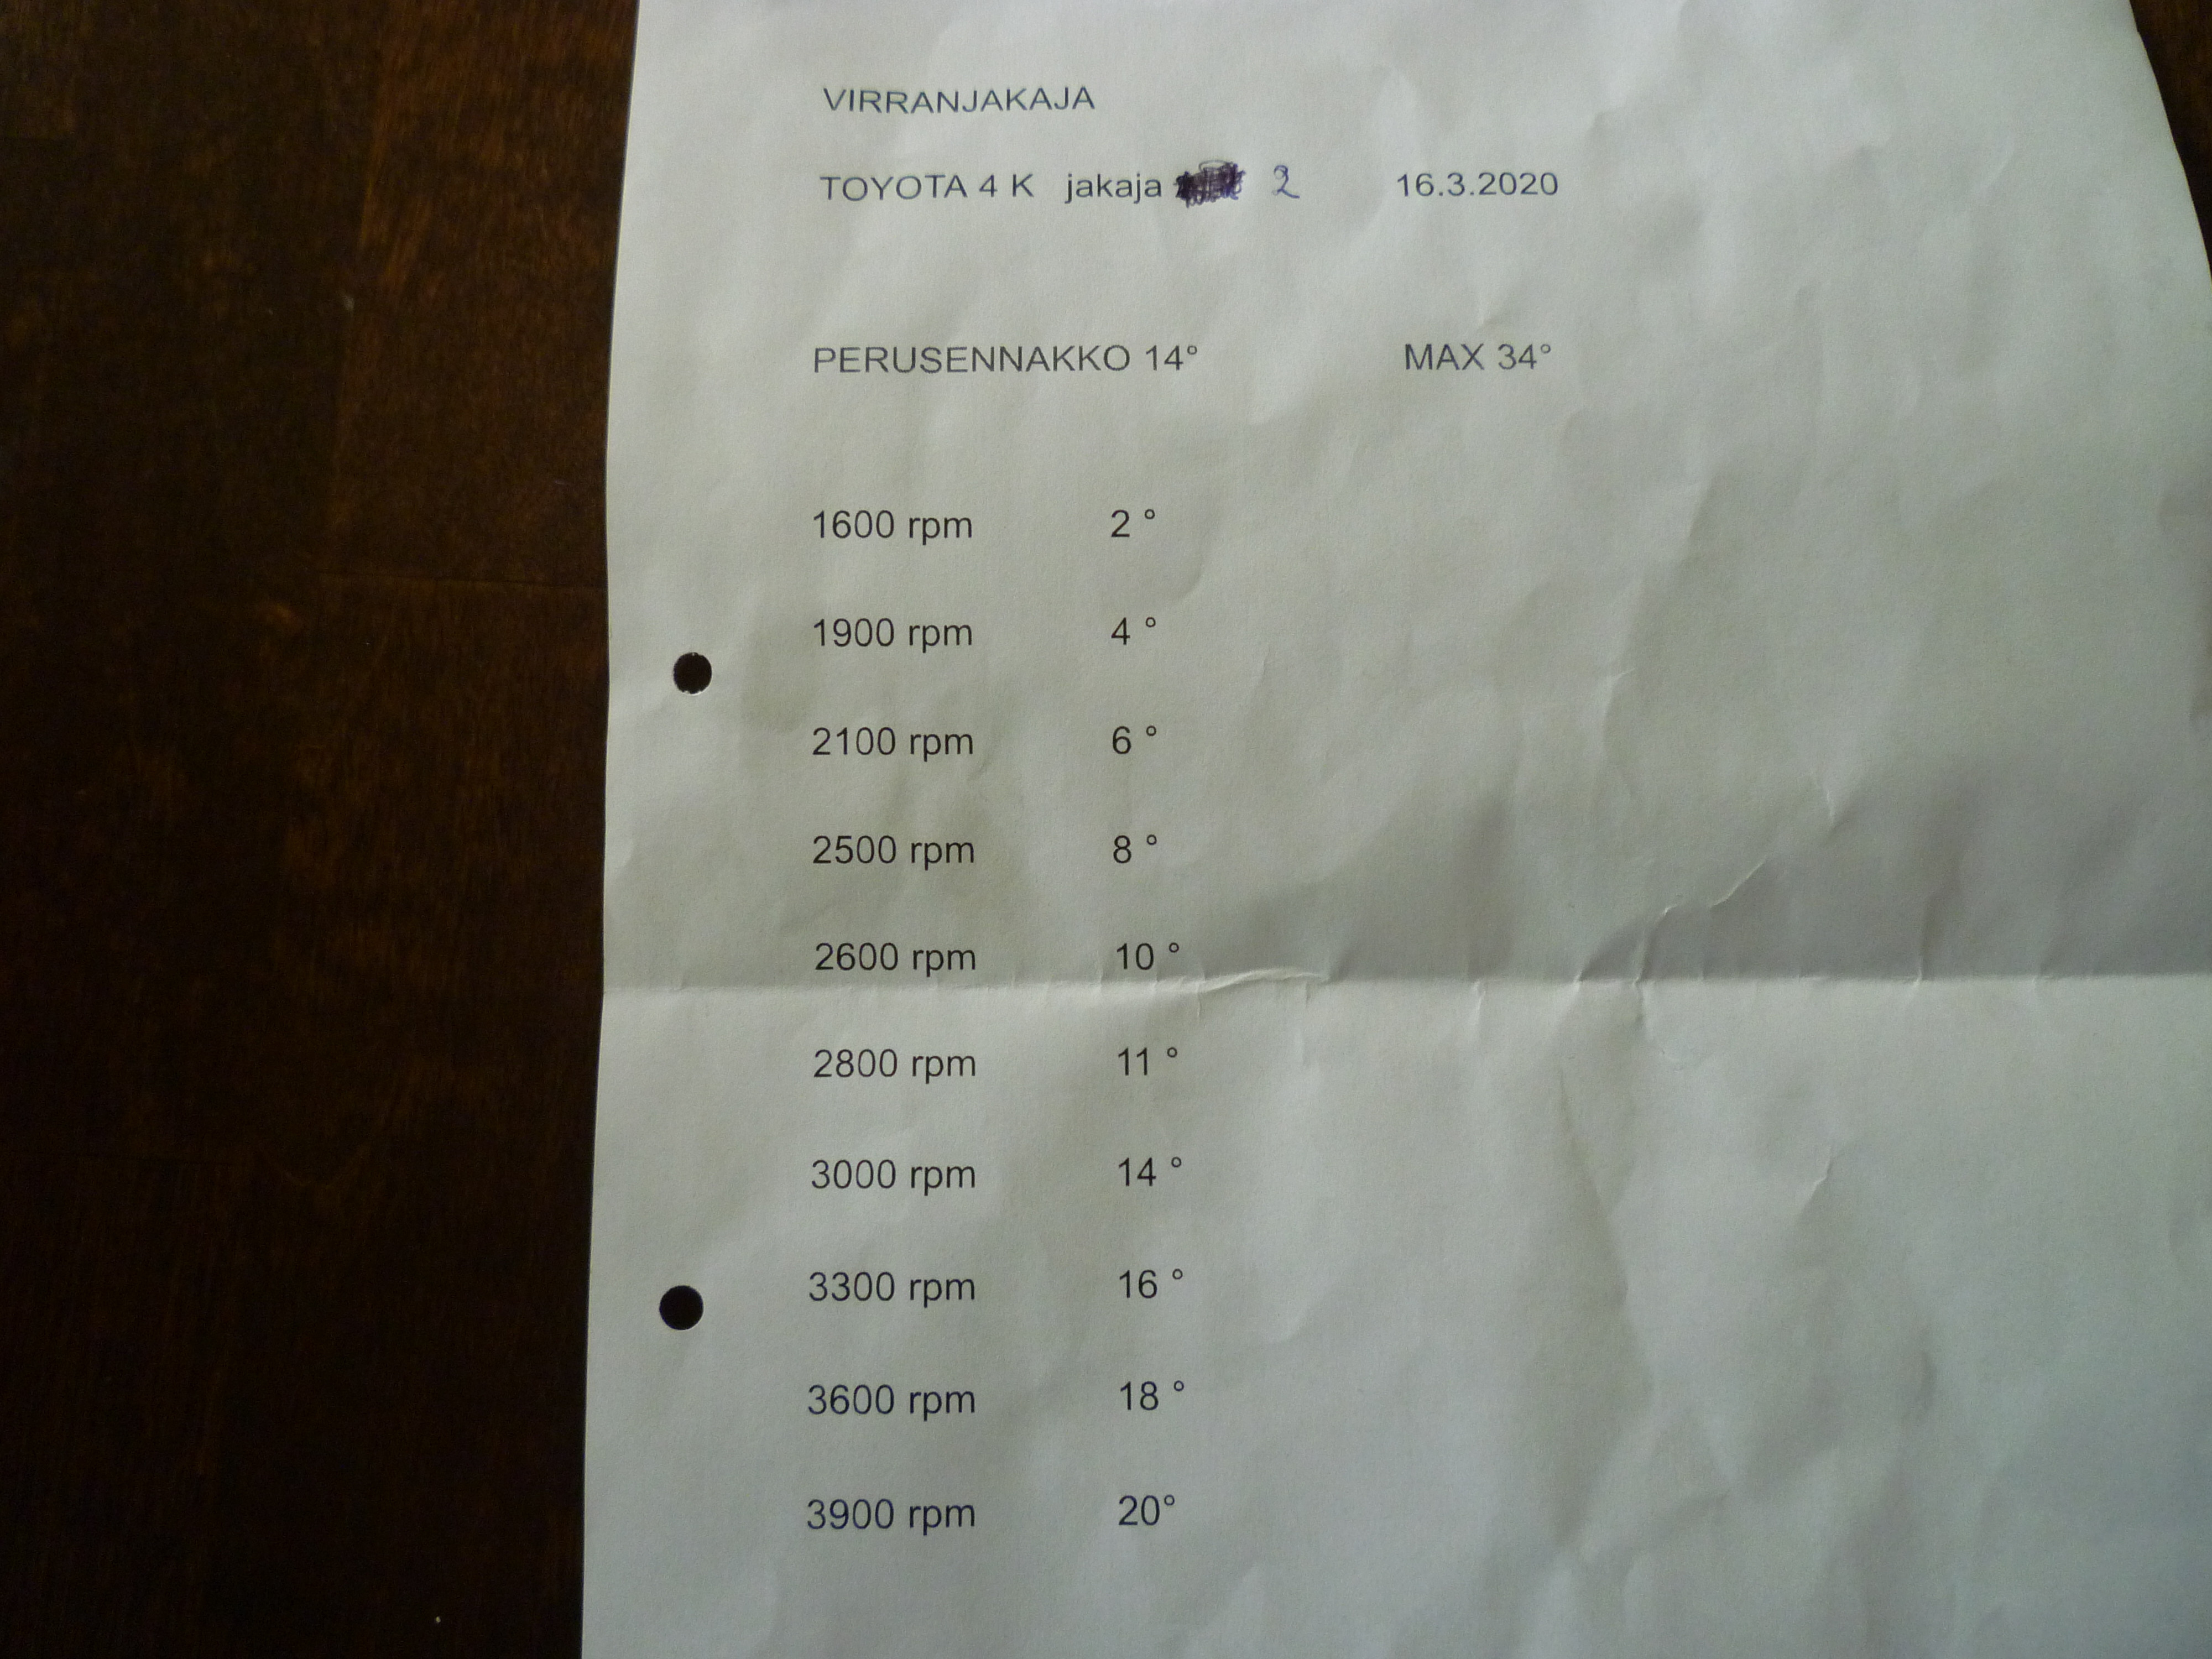 VIRRANJAKAJA
TOYOTA 4 K jakaja 2 16.3.2020
PERUSENNAKKO 14° MAX 34°
1600 rpm 2 °
1900 rpm 4 °
2100 rpm 6 °
2500 rpm 8 °
2600 rpm 10 °
2800 rpm 11 °
3000 rpm 14 °
3300 rpm 16 °
3600 rpm 18 °
3900 rpm 20°